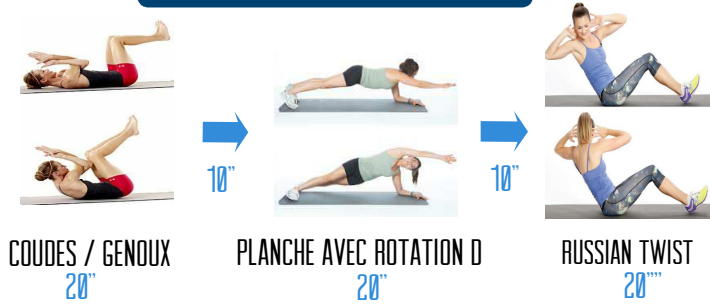 10”
10”
COUDES / GENOUX
20”
PLANCHE AVEC ROTATION D
20”
RUSSIAN TWIST
20””